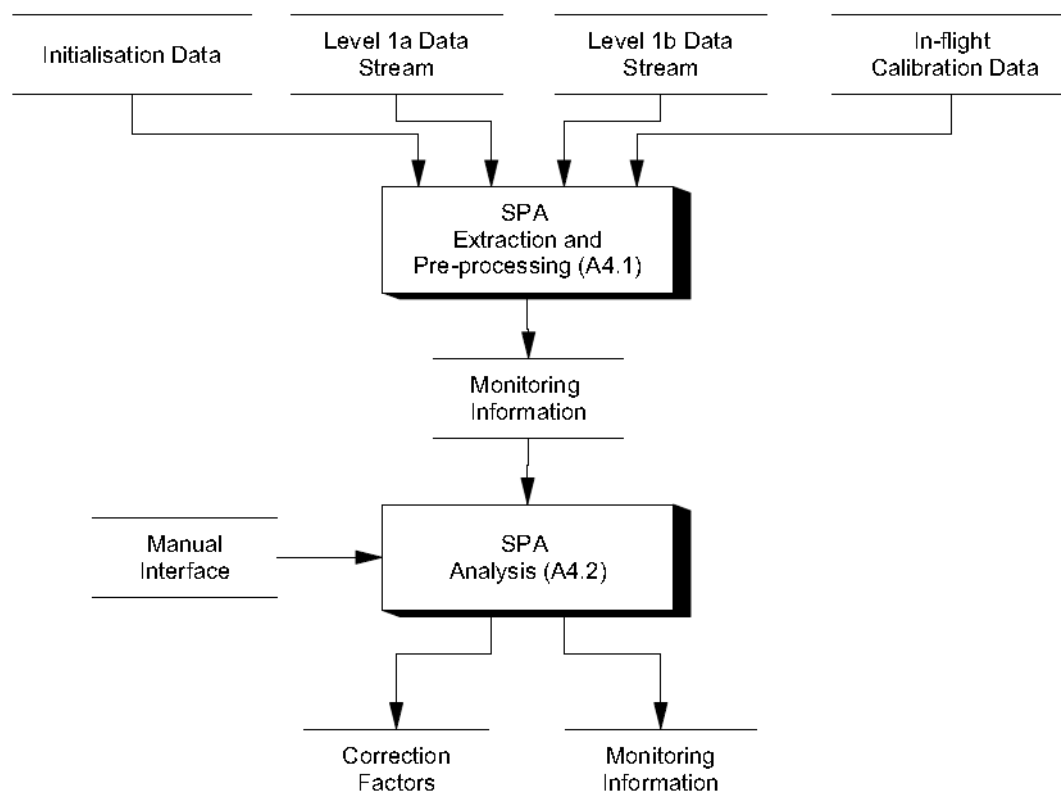 Initialisation Data
Level 1a Data
Stream
Level 1b Data
Stream
In-flight
Calibration Data
SPA
Extraction and
Pre-processing (A4.1)
Monitoring
Information
Manual
Interface
SPA
Analysis (A4.2)
Correction
Factors
Monitoring
Information